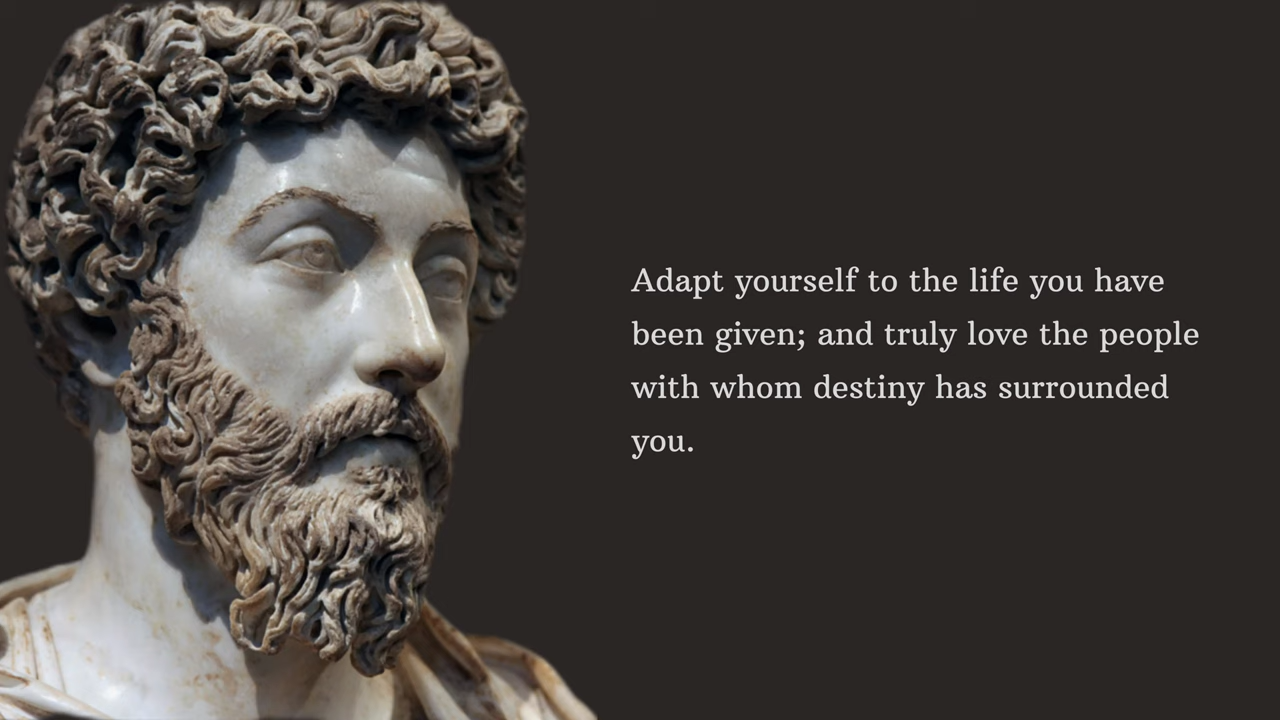 Adapt yourself to the life you have
been given; and truly love the people
with whom destiny has surrounded
you.